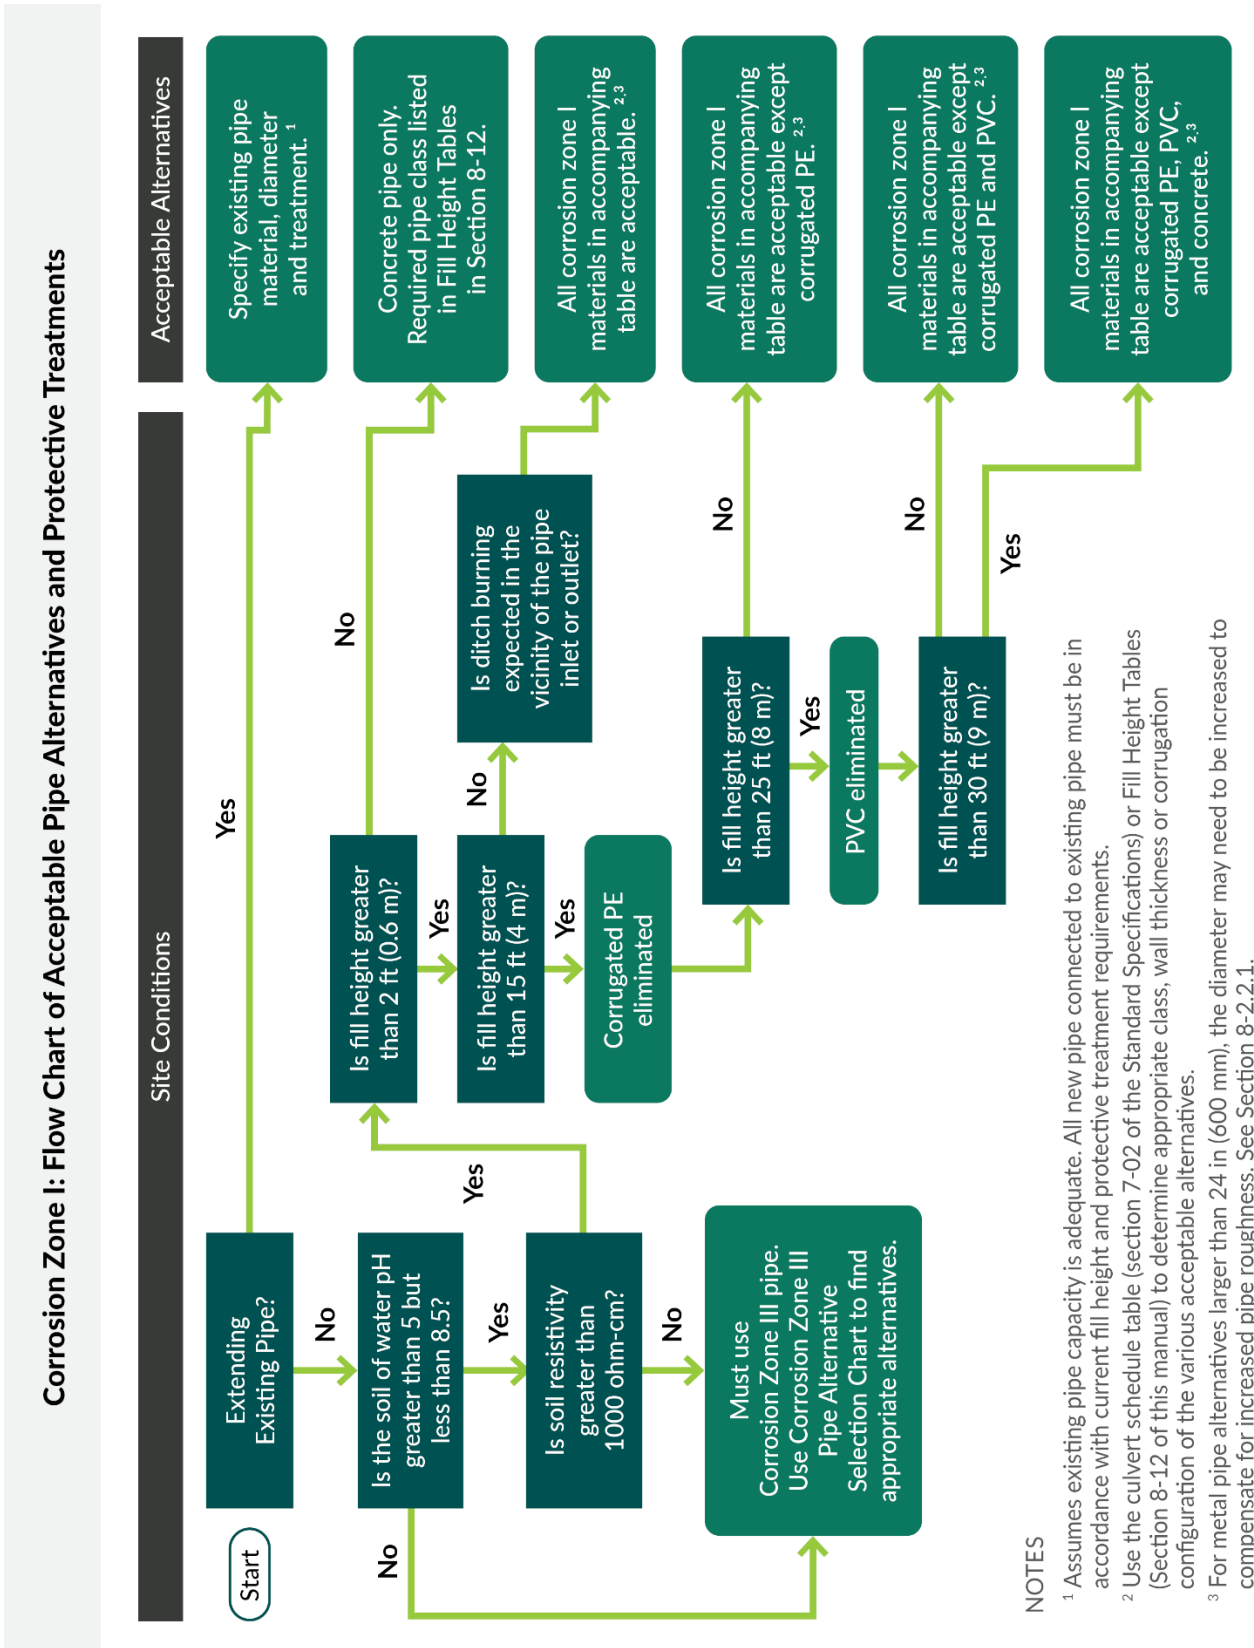 Corrosion Zone I: Flow Chart of Acceptable Pipe Alternatives and Protective Treatments
Site Conditions
Acceptable Alternatives
Start
Extending
Existing Pipe?
Yes
Specify existing pipe
material, diameter
and treatment. 1
No
Is the soil of water pH
greater than 5 but
less than 8.5?
No
Yes
Is soil resistivity
greater than
1000 ohm-cm?
Yes
No
Must use
Corrosion Zone III pipe.
Use Corrosion Zone III
Pipe Alternative
Selection Chart to find
appropriate alternatives.
Is fill height greater
than 2 ft (0.6 m)?
No
Concrete pipe only.
Required pipe class listed
in Fill Height Tables
in Section 8-12.
Yes
Is fill height greater
than 15 ft (4 m)?
No
Is ditch burning
expected in the
vicinity of the pipe
inlet or outlet?
All corrosion zone I
materials in accompanying
table are acceptable. 2,3
Yes
Corrugated PE
eliminated
Is fill height greater
than 25 ft (8 m)?
No
All corrosion zone I
materials in accompanying
table are acceptable except
corrugated PE. 2,3
Yes
PVC eliminated
Is fill height greater
than 30 ft (9 m)?
No
All corrosion zone I
materials in accompanying
table are acceptable except
corrugated PE and PVC. 2,3
Yes
All corrosion zone I
materials in accompanying
table are acceptable except
corrugated PE, PVC,
and concrete. 2,3
NOTES
1 Assumes existing pipe capacity is adequate. All new pipe connected to existing pipe must be in
accordance with current fill height and protective treatment requirements.
2 Use the culvert schedule table (section 7-02 of the Standard Specifications) or Fill Height Tables
(Section 8-12 of this manual) to determine appropriate class, wall thickness or corrugation
configuration of the various acceptable alternatives.
3 For metal pipe alternatives larger than 24 in (600 mm), the diameter may need to be increased to
compensate for increased pipe roughness. See Section 8-2.2.1.